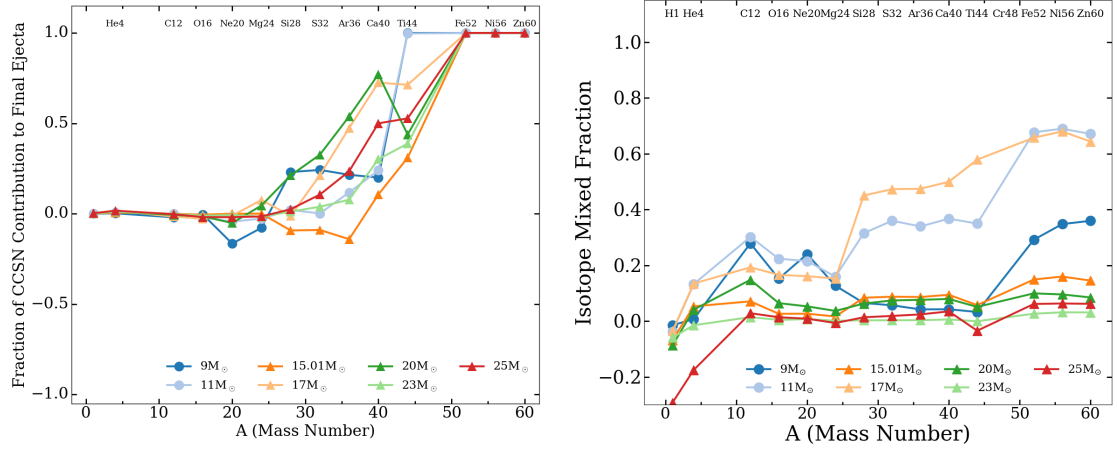 He4 C12 O16 Ne20 Mg24 Si28 S32 Ar36 Ca40 Ti44 Fe52 Ni56 Zn60
Fraction of CCSN Contribution to Final Ejecta
1.0
0.5
0.0
−0.5
−1.0
9M☉ 15.01M☉ 20M☉ 25M☉
11M☉ 17M☉ 23M☉
0 10 20 30 40 50 60
A (Mass Number)
H1 He4 C12 O16 Ne20 Mg24 Si28 S32 Ar36 Ca40 Ti44 Cr48 Fe52 Ni56 Zn60
Isotope Mixed Fraction
1.0
0.8
0.6
0.4
0.2
0.0
−0.2
9M☉ 15.01M☉ 20M☉ 25M☉
11M☉ 17M☉ 23M☉
0 10 20 30 40 50 60
A (Mass Number)